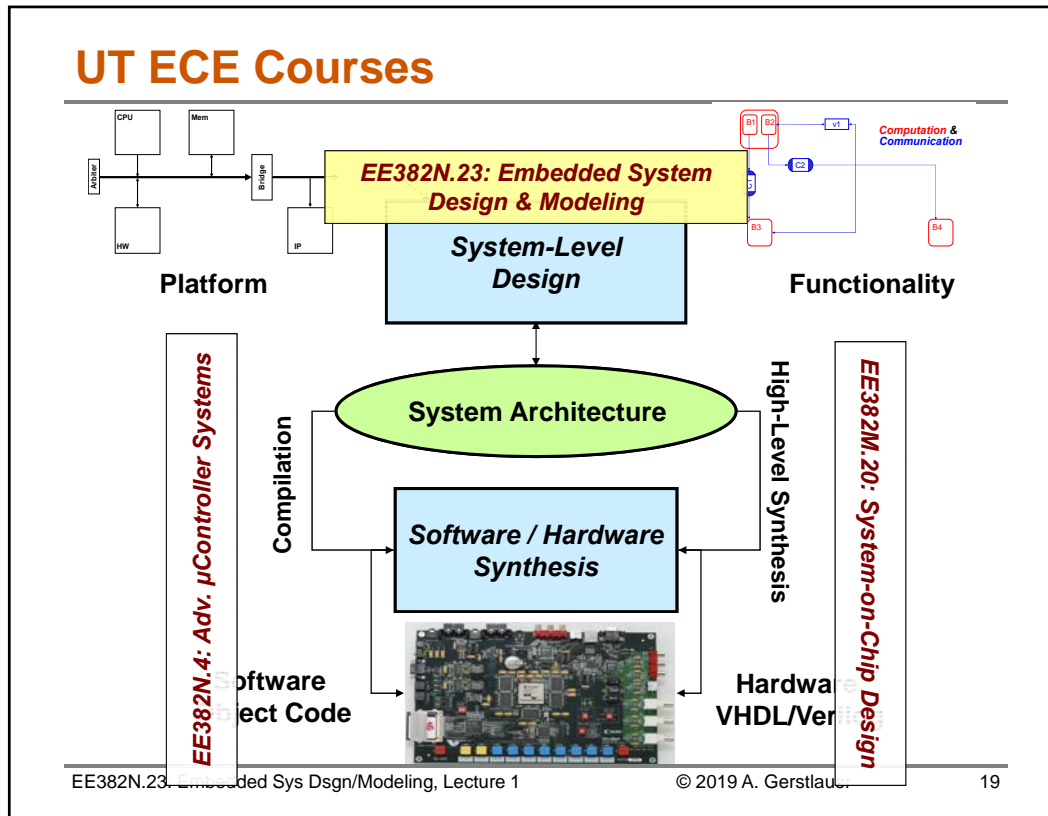 UT ECE Courses
CPU
Mem
Arbiter
Bridge
HW
IP
B1
B2
v1
C1
C2
B3
B4
Computation &
Communication
EE382N.23: Embedded System
Design & Modeling
System-Level
Design
Platform
Functionality
System Architecture
Compilation
High-Level Synthesis
EE382N.4: Adv. µController Systems
EE382M.20: System-on-Chip Design
Software / Hardware
Synthesis
Software
Object Code
Hardware
EE382N.23: Embedded Sys Dsgn/Modeling, Lecture 1
© 2019 A. Gerstlauer
19